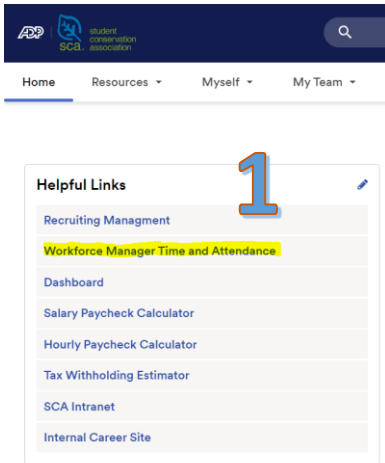 ADP
sca.
student
conservation
association
Home Resources Myself My Team
1
Helpful Links
Recruiting Managment
Workforce Manager Time and Attendance
Dashboard
Salary Paycheck Calculator
Hourly Paycheck Calculator
Tax Withholding Estimator
SCA Intranet
Internal Career Site